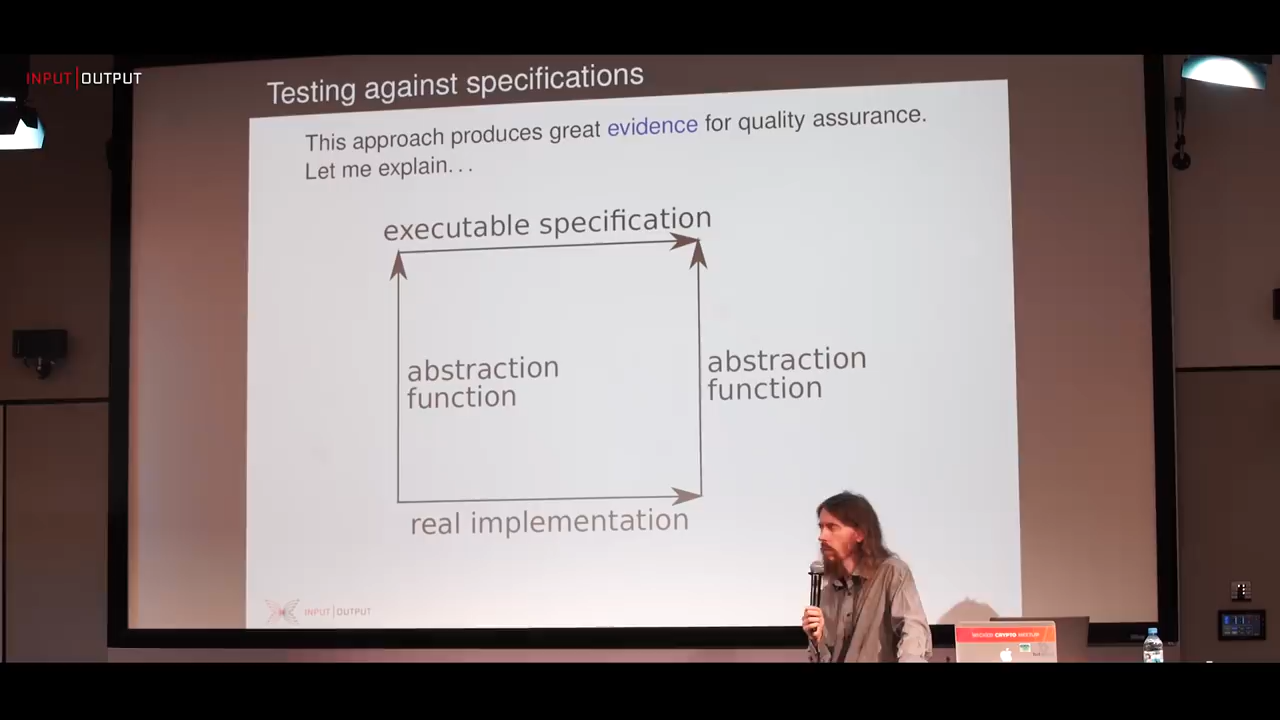 INPUT|OUTPUT
Testing against specifications
This approach produces great evidence for quality assurance.
Let me explain...
executable specification
abstraction
function
abstraction
function
real implementation
INPUT|OUTPUT